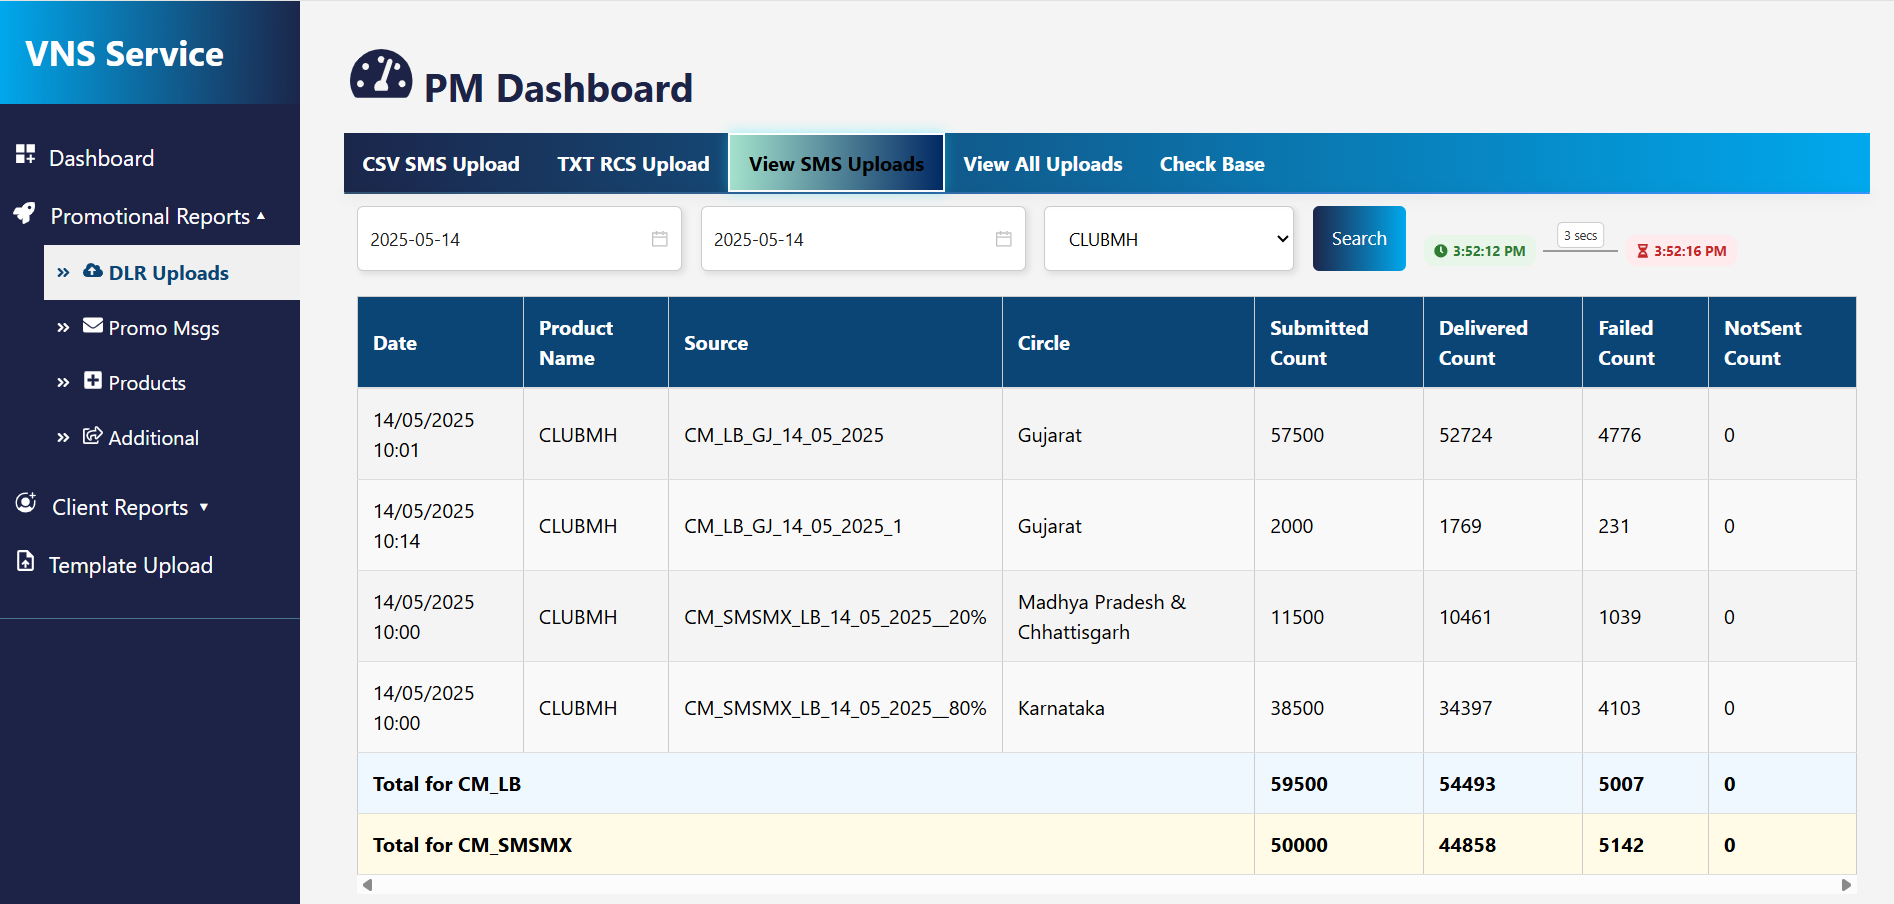 VNS Service
Dashboard
Promotional Reports
DLR Uploads
Promo Msgs
Products
Additional
Client Reports
Template Upload
PM Dashboard
CSV SMS Upload TXT RCS Upload View SMS Uploads View All Uploads Check Base
2025-05-14 2025-05-14 CLUBMH Search 3:52:12 PM 3 secs 3:52:16 PM
Date Product Name Source Circle Submitted Count Delivered Count Failed Count NotSent Count
14/05/2025 10:01 CLUBMH CM_LB_GJ_14_05_2025 Gujarat 57500 52724 4776 0
14/05/2025 10:14 CLUBMH CM_LB_GJ_14_05_2025_1 Gujarat 2000 1769 231 0
14/05/2025 10:00 CLUBMH CM_SMSMX_LB_14_05_2025__20% Madhya Pradesh & Chhattisgarh 11500 10461 1039 0
14/05/2025 10:00 CLUBMH CM_SMSMX_LB_14_05_2025__80% Karnataka 38500 34397 4103 0
Total for CM_LB 59500 54493 5007 0
Total for CM_SMSMX 50000 44858 5142 0